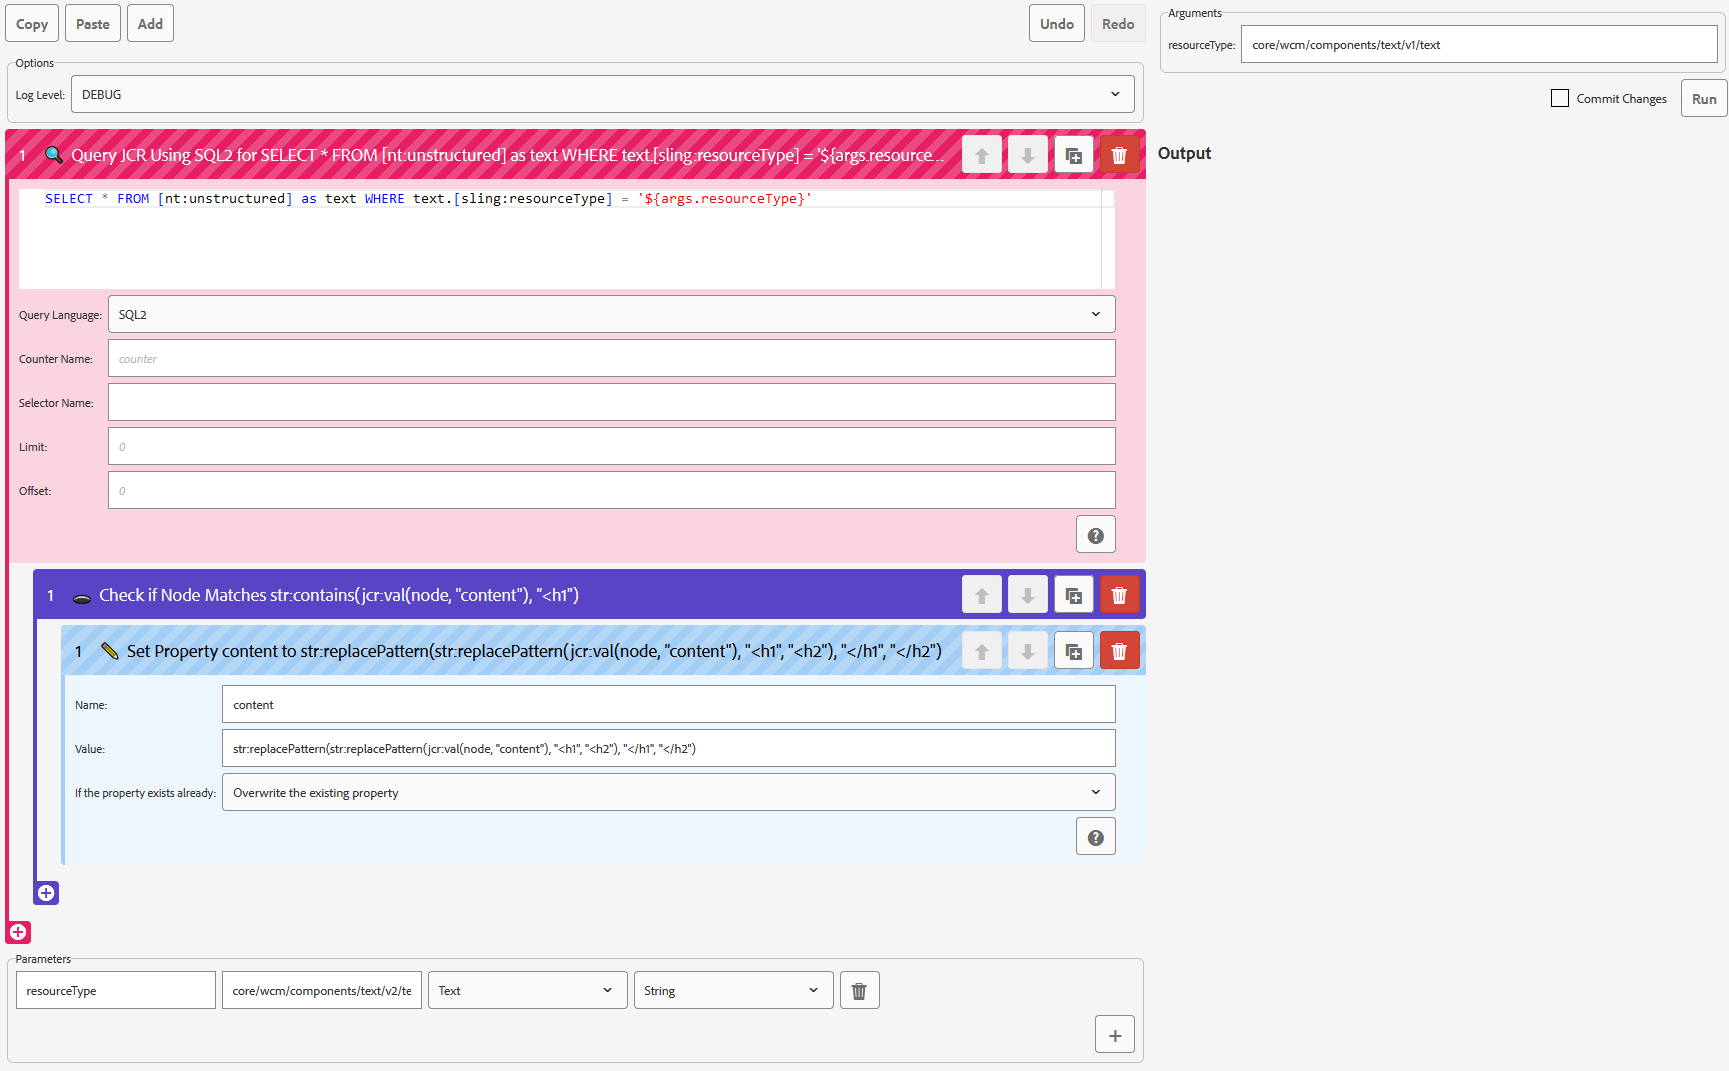 Copy Paste Add Undo Redo
Options
Log Level: DEBUG
1 Query JCR Using SQL2 for SELECT * FROM [nt:unstructured] as text WHERE text.[sling:resourceType] = '${args.resource...
SELECT * FROM [nt:unstructured] as text WHERE text.[sling:resourceType] = '${args.resourceType}'
Query Language: SQL2
Counter Name: counter
Selector Name:
Limit: 0
Offset: 0
1 Check if Node Matches str:contains(jcr:val(node, "content"), "<h1")
1 Set Property content to str:replacePattern(str:replacePattern(jcr:val(node, "content"), "<h1", "<h2"), "</h1", "</h2")
Name: content
Value: str:replacePattern(str:replacePattern(jcr:val(node, "content"), "<h1", "<h2"), "</h1", "</h2")
If the property exists already: Overwrite the existing property
Parameters
resourceType core/wcm/components/text/v2/te Text String
Arguments
resourceType: core/wcm/components/text/v1/text
Commit Changes Run
Output